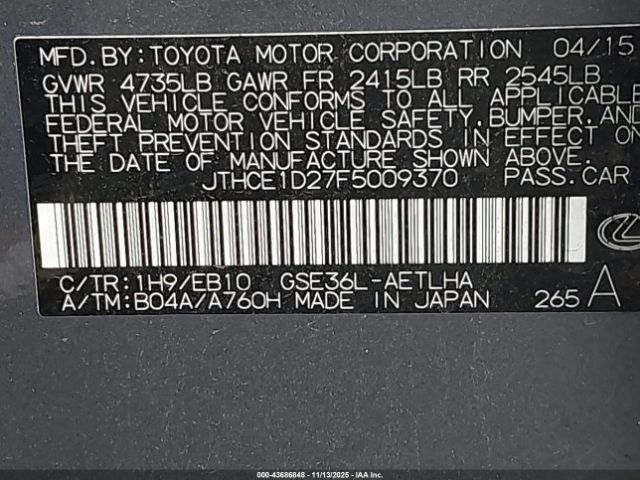 MFD.BY:TOYOTA MOTOR CORPORATION 04/15
GVWR 4735LB GAWR FR 2415LB RR 2545LB
THIS VEHICLE CONFORMS TO ALL APPLICABLE
FEDERAL MOTOR VEHICLE SAFETY,BUMPER,AND
THEFT PREVENTION STANDARDS IN EFFECT ON
THE DATE OF MANUFACTURE SHOWN ABOVE.
JTHCE1D27F5009370 PASS.CAR
C/TR:1H9/EB10 GSE36L-AETLHA
A/TM:B04A/A760H MADE IN JAPAN 265 A
000-43686848 - 11/13/2025 - IAA, Inc.